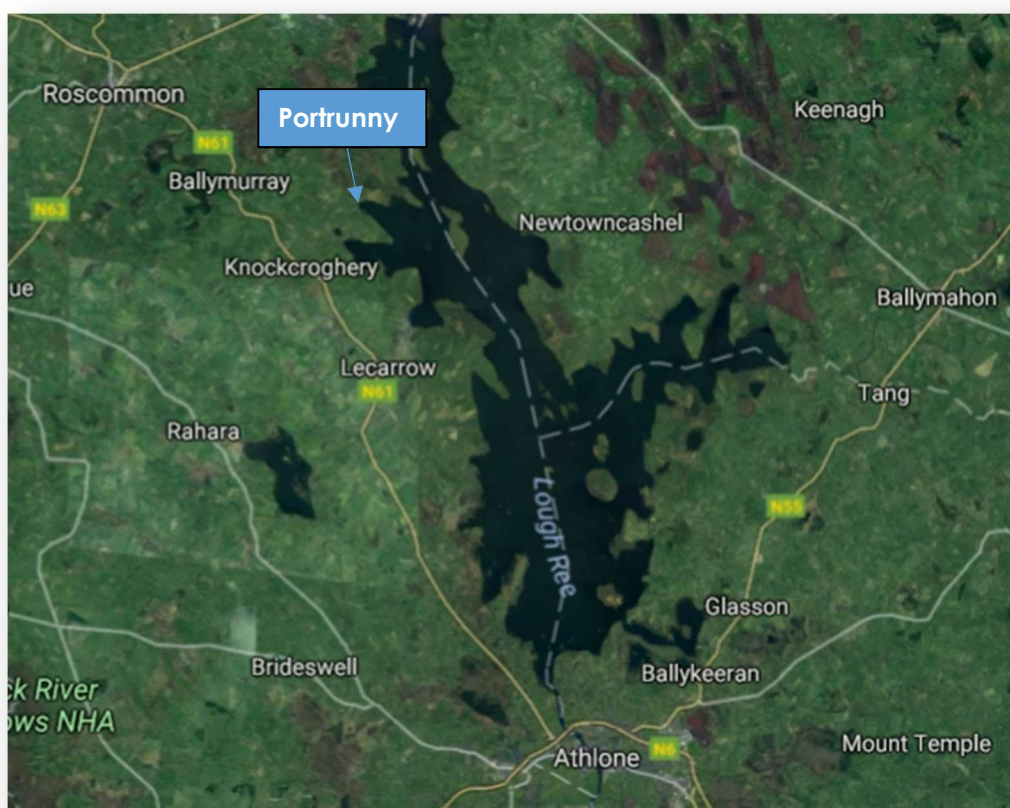 Roscommon
Keenagh
Portrunny
N61
Ballymurray
N63
Newtowncashel
Knockcroghery
ue
Ballymahon
Lecarrow
N61
Tang
Rahara
Lough Ree
N55
Glasson
Brideswell
Ballykeeran
ck River
ows NHA
Athlone
N6
Mount Temple